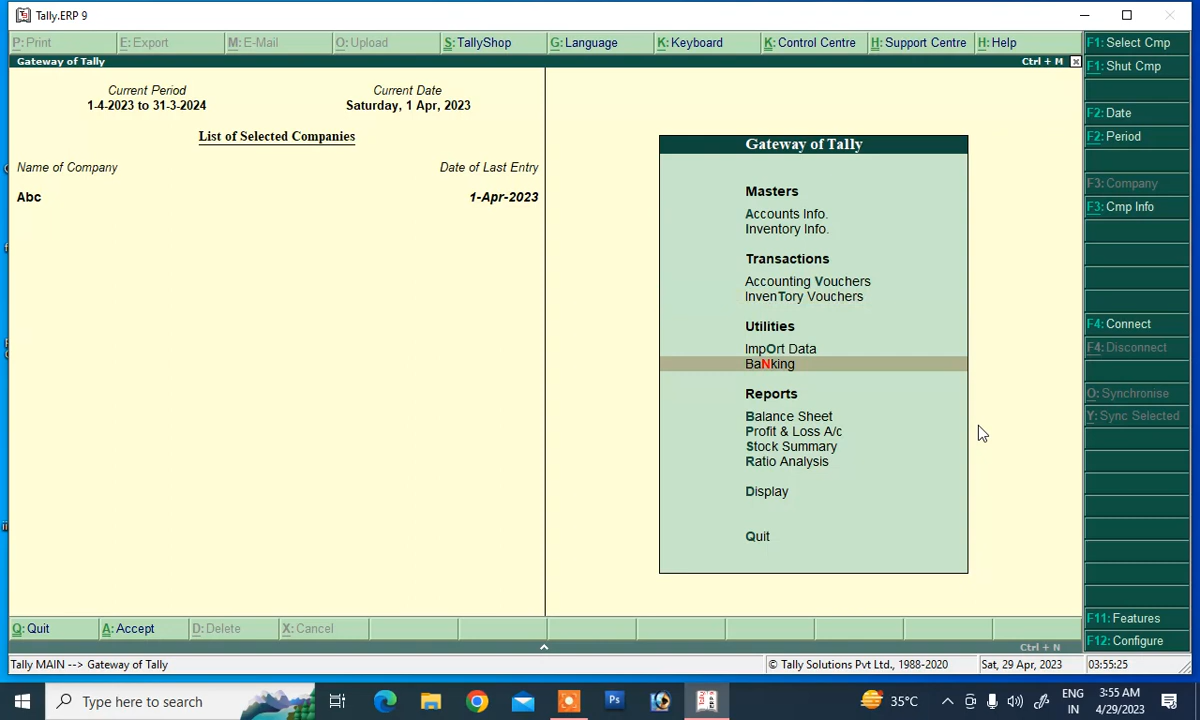 Tally.ERP 9
P: Print
E: Export
M: E-Mail
O: Upload
S: TallyShop
G: Language
K: Keyboard
K: Control Centre
H: Support Centre
H: Help
F1: Select Cmp
Gateway of Tally
Ctrl + M
F1: Shut Cmp
Current Period
1-4-2023 to 31-3-2024
Current Date
Saturday, 1 Apr, 2023
List of Selected Companies
Name of Company
Date of Last Entry
Abc
1-Apr-2023
Gateway of Tally
Masters
Accounts Info.
Inventory Info.
Transactions
Accounting Vouchers
InvenTory Vouchers
Utilities
ImpOrt Data
BaNking
Reports
Balance Sheet
Profit & Loss A/c
Stock Summary
Ratio Analysis
Display
Quit
F2: Date
F2: Period
F3: Company
F3: Cmp Info
F4: Connect
F4: Disconnect
O: Synchronise
Y: Sync Selected
F11: Features
F12: Configure
Q: Quit
A: Accept
D: Delete
X: Cancel
Ctrl + N
Tally MAIN --> Gateway of Tally
© Tally Solutions Pvt Ltd., 1988-2020
Sat, 29 Apr, 2023
03:55:25
Type here to search
Ps
35°C
ENG
IN
3:55 AM
4/29/2023